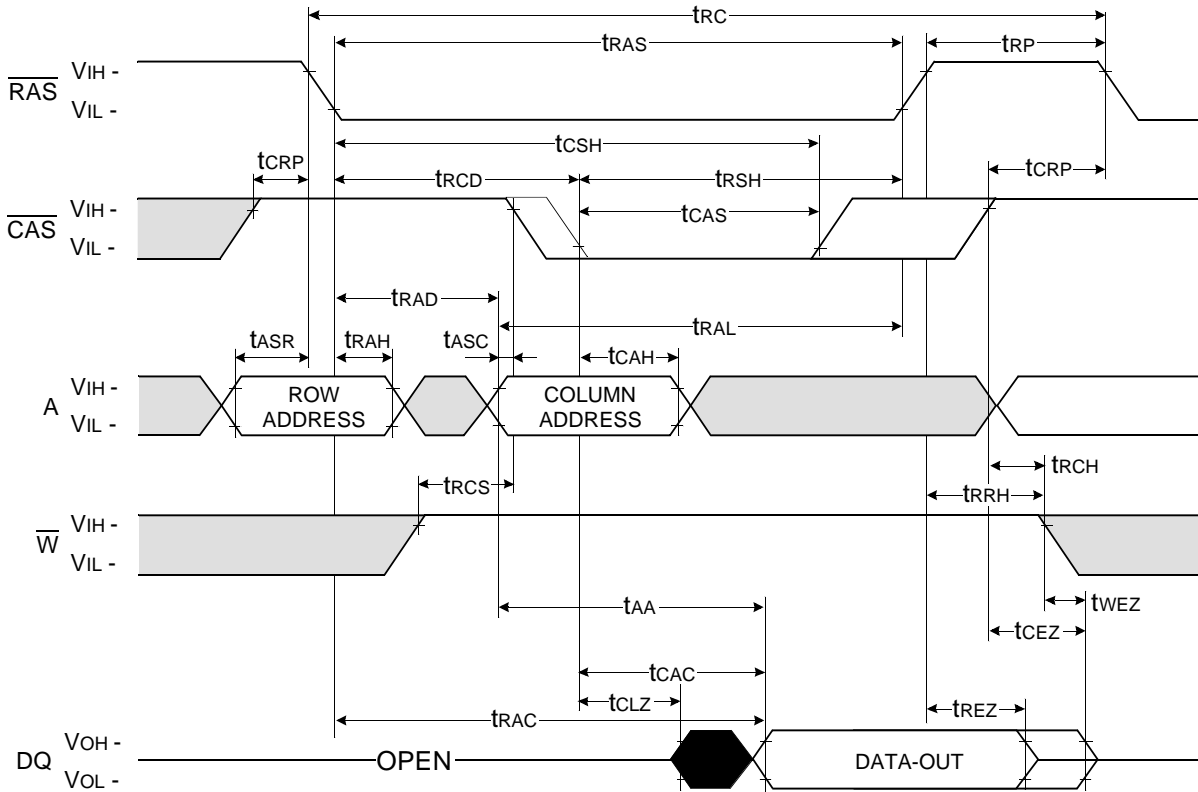 tRC
tRAS
tRP
RAS
VIH -
VIL -
tCSH
tCRP
tRCD
tRSH
tCRP
CAS
VIH -
VIL -
tCAS
tRAD
tRAL
tASR
tRAH
tASC
tCAH
A
VIH -
VIL -
ROW
ADDRESS
COLUMN
ADDRESS
tRCH
tRCS
tRRH
W
VIH -
VIL -
tAA
tWEZ
tCEZ
tCAC
tCLZ
tRAC
tREZ
DQ
VOH -
VOL -
OPEN
DATA-OUT